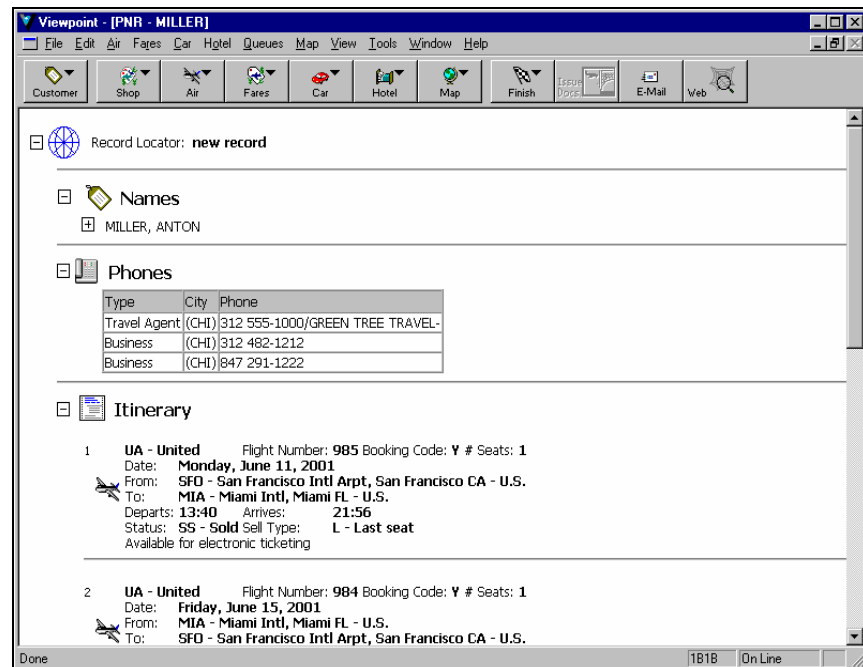 Viewpoint - [PNR - MILLER]
File Edit Air Fares Car Hotel Queues Map View Tools Window Help
Customer Shop Air Fares Car Hotel Map Finish Issue Docs E-Mail Web
Record Locator: new record
Names
MILLER, ANTON
Phones
Type City Phone
Travel Agent (CHI) 312 555-1000/GREEN TREE TRAVEL-
Business (CHI) 312 482-1212
Business (CHI) 847 291-1222
Itinerary
1 UA - United Flight Number: 985 Booking Code: Y # Seats: 1
Date: Monday, June 11, 2001
From: SFO - San Francisco Intl Arpt, San Francisco CA - U.S.
To: MIA - Miami Intl, Miami FL - U.S.
Departs: 13:40 Arrives: 21:56
Status: SS - Sold Sell Type: L - Last seat
Available for electronic ticketing
2 UA - United Flight Number: 984 Booking Code: Y # Seats: 1
Date: Friday, June 15, 2001
From: MIA - Miami Intl, Miami FL - U.S.
To: SFO - San Francisco Intl Arpt, San Francisco CA - U.S.
Done 1B1B On Line